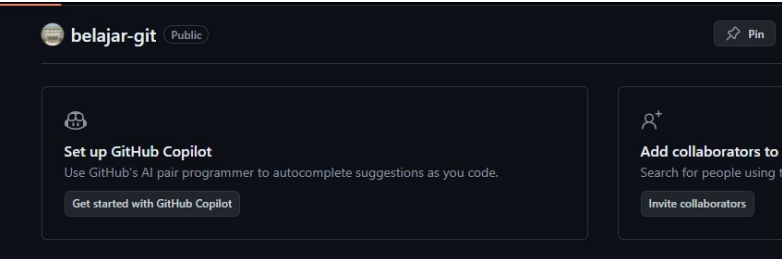 belajar-git Public
Pin
Set up GitHub Copilot
Use GitHub's AI pair programmer to autocomplete suggestions as you code.
Get started with GitHub Copilot
Add collaborators to
Search for people using
Invite collaborators